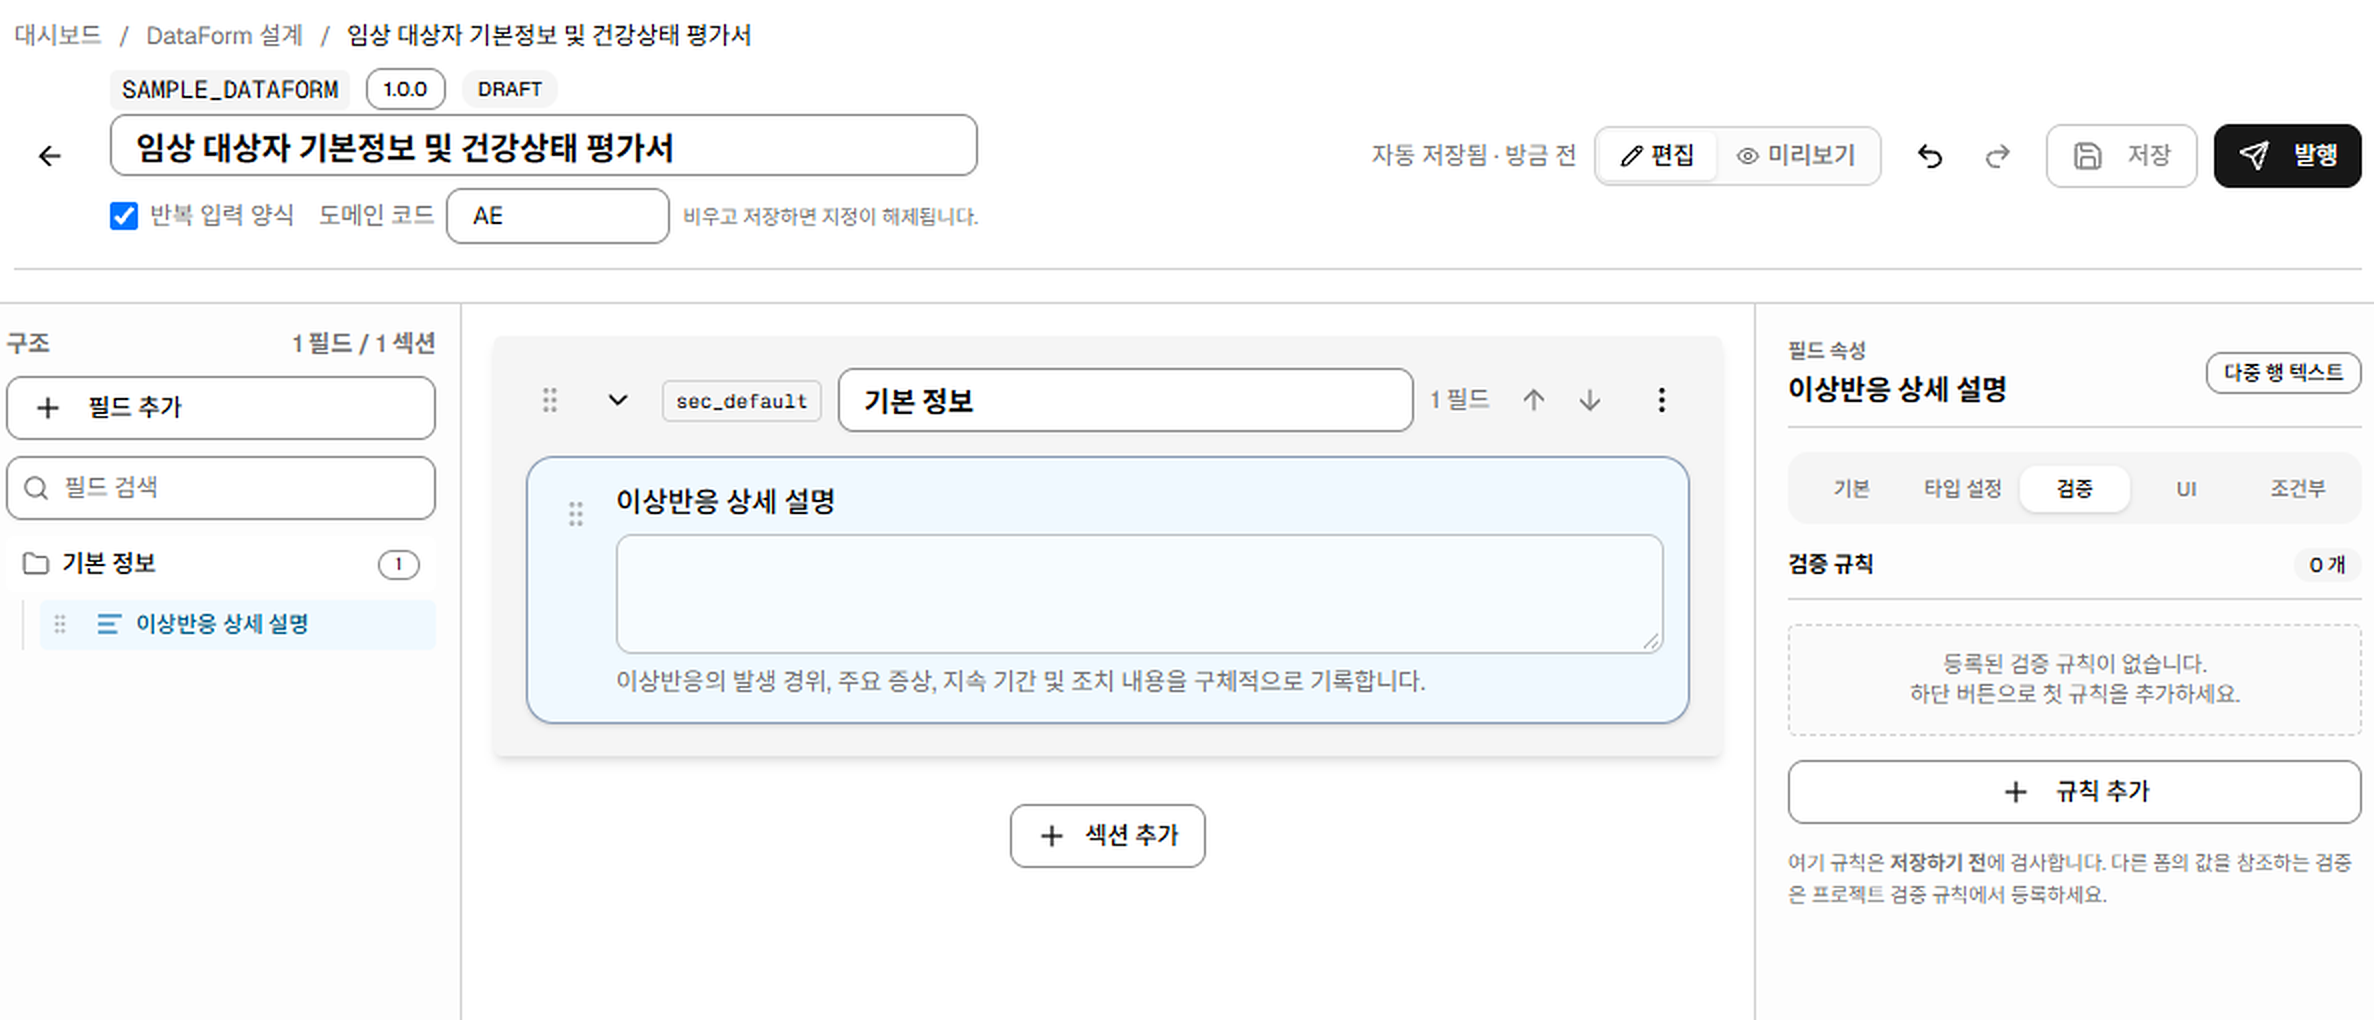 대시보드 / DataForm 설계 / 임상 대상자 기본정보 및 건강상태 평가서
SAMPLE_DATAFORM 1.0.0 DRAFT
임상 대상자 기본정보 및 건강상태 평가서
자동 저장됨 · 방금 전 편집 미리보기 저장 발행
반복 입력 양식 도메인 코드 AE 비우고 저장하면 지정이 해제됩니다.
구조 1 필드 / 1 섹션
필드 추가
필드 검색
기본 정보 1
이상반응 상세 설명
sec_default 기본 정보 1 필드
이상반응 상세 설명
이상반응의 발생 경위, 주요 증상, 지속 기간 및 조치 내용을 구체적으로 기록합니다.
섹션 추가
필드 속성
이상반응 상세 설명 다중 행 텍스트
기본 타입 설정 검증 UI 조건부
검증 규칙 0 개
등록된 검증 규칙이 없습니다.
하단 버튼으로 첫 규칙을 추가하세요.
규칙 추가
여기 규칙은 저장하기 전에 검사합니다. 다른 폼의 값을 참조하는 검증
은 프로젝트 검증 규칙에서 등록하세요.